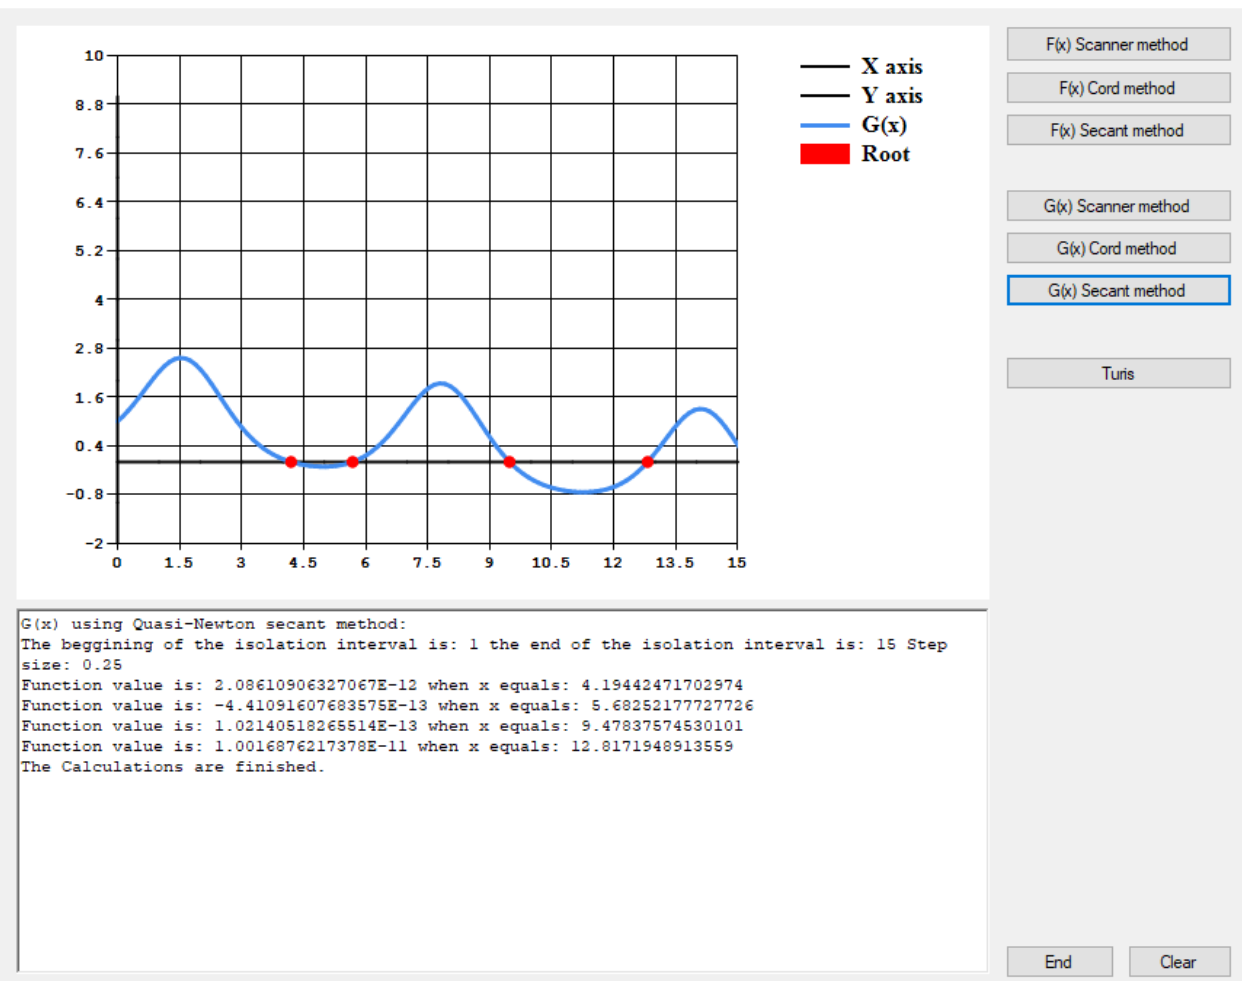 10
8.8
7.6
6.4
5.2
4
2.8
1.6
0.4
-0.8
-2
0 1.5 3 4.5 6 7.5 9 10.5 12 13.5 15
X axis
Y axis
G(x)
Root
F(x) Scanner method
F(x) Cord method
F(x) Secant method
G(x) Scanner method
G(x) Cord method
G(x) Secant method
Turis
G(x) using Quasi-Newton secant method:
The beggining of the isolation interval is: 1 the end of the isolation interval is: 15 Step
size: 0.25
Function value is: 2.08610906327067E-12 when x equals: 4.19442471702974
Function value is: -4.41091607683575E-13 when x equals: 5.68252177727726
Function value is: 1.02140518265514E-13 when x equals: 9.47837574530101
Function value is: 1.0016876217378E-11 when x equals: 12.8171948913559
The Calculations are finished.
End
Clear